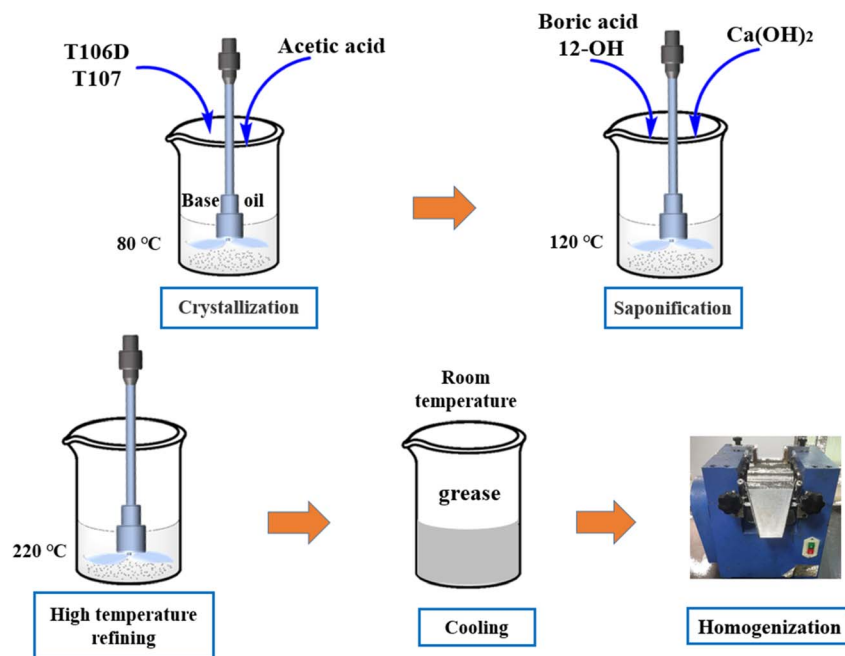 T106D
T107
Acetic acid
Base oil
80 ℃
Crystallization
Boric acid
12-OH
Ca(OH)₂
120 ℃
Saponification
220 ℃
High temperature
refining
Room
temperature
grease
Cooling
Homogenization